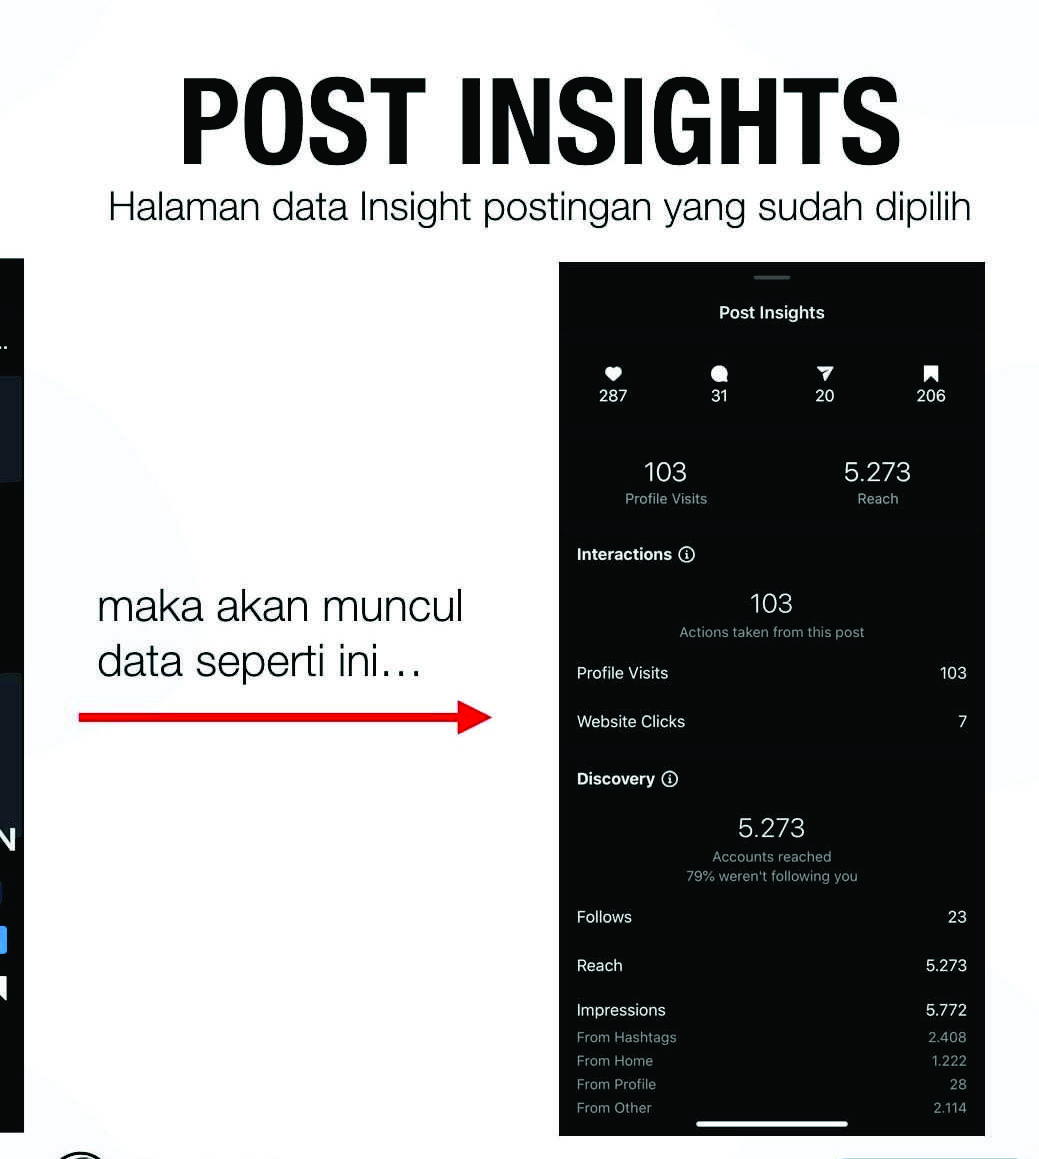 POST INSIGHTS
Halaman data Insight postingan yang sudah dipilih
..
N
maka akan muncul
data seperti ini...
Post Insights
287 31 20 206
103 5.273
Profile Visits Reach
Interactions
103
Actions taken from this post
Profile Visits 103
Website Clicks 7
Discovery
5.273
Accounts reached
79% weren't following you
Follows 23
Reach 5.273
Impressions 5.772
From Hashtags 2.408
From Home 1.222
From Profile 28
From Other 2.114